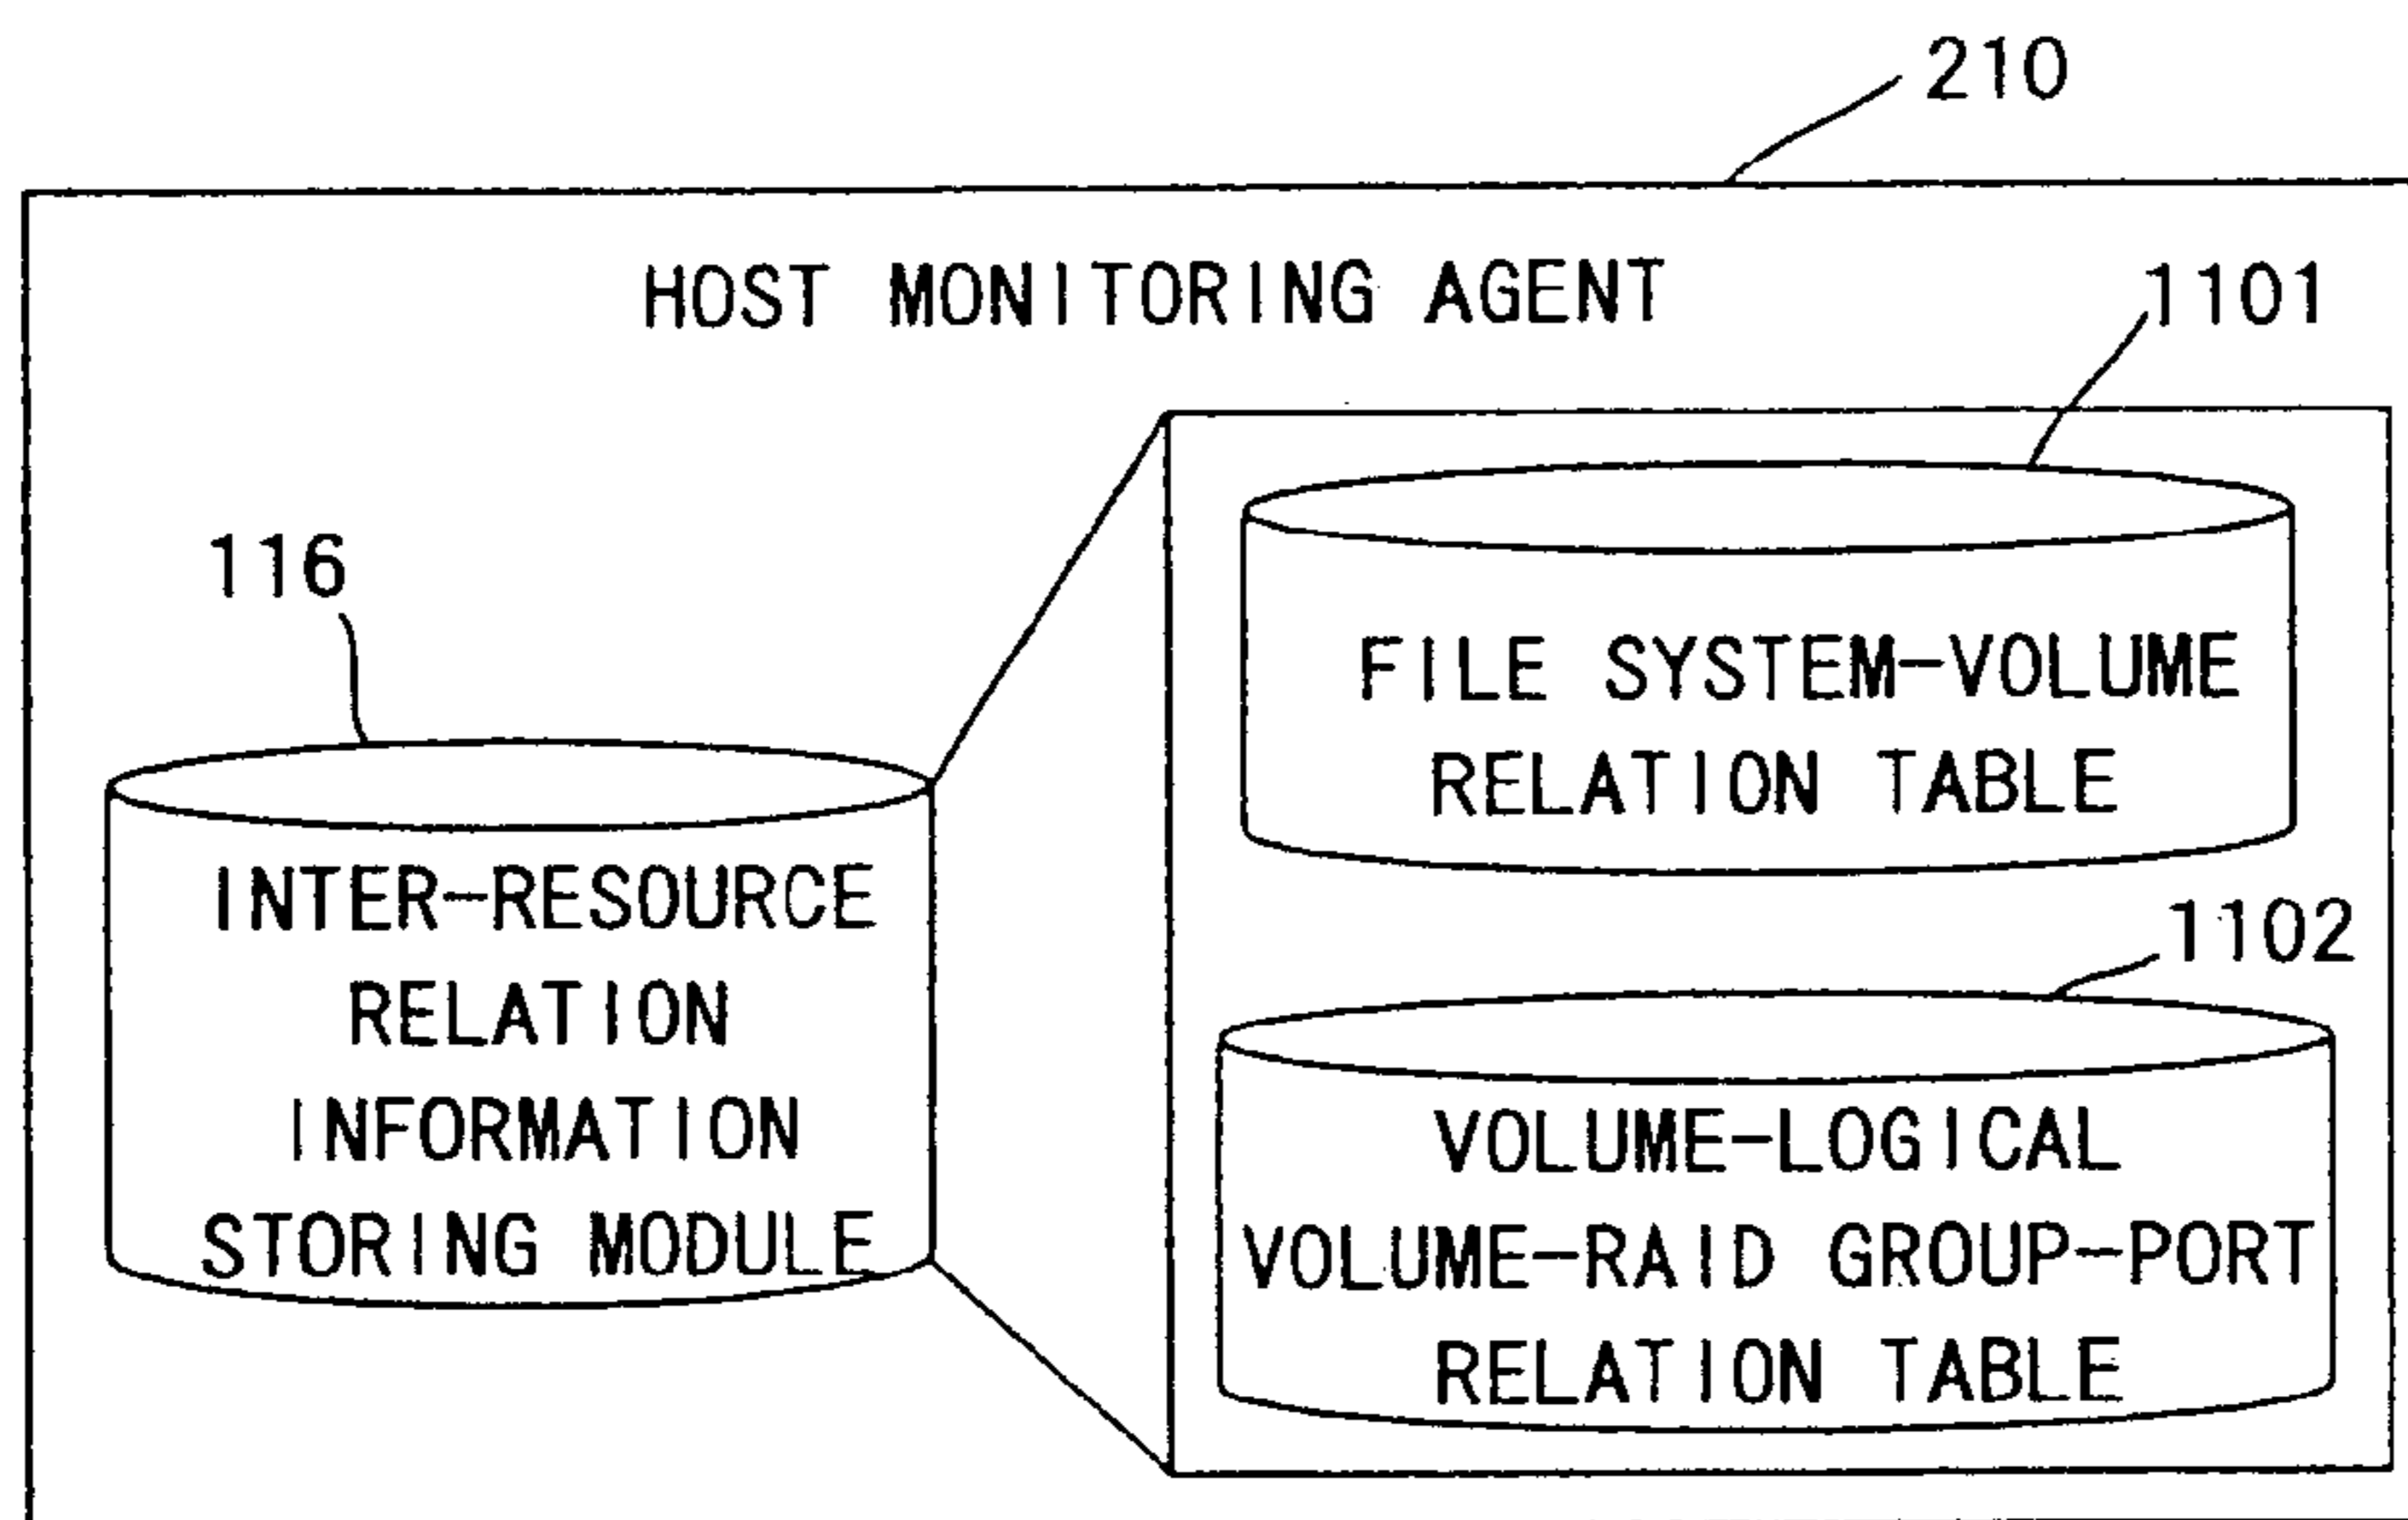 210
HOST MONITORING AGENT
1101
116
FILE SYSTEM-VOLUME
RELATION TABLE
INTER-RESOURCE
RELATION
INFORMATION
STORING MODULE
1102
VOLUME-LOGICAL
VOLUME-RAID GROUP-PORT
RELATION TABLE